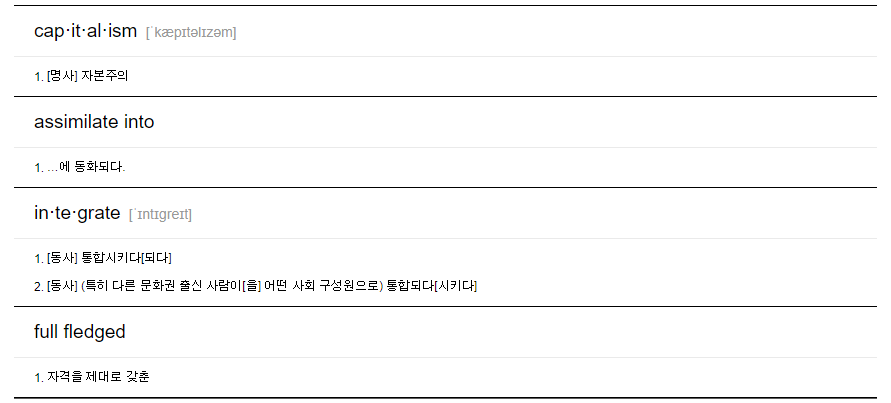 cap·it·al·ism [ˈkæpɪtəlɪzəm]
1. [명사] 자본주의
assimilate into
1. …에 동화되다.
in·te·grate [ˈɪntɪɡreɪt]
1. [동사] 통합시키다[되다]
2. [동사] (특히 다른 문화권 출신 사람이[을] 어떤 사회 구성원으로) 통합되다[시키다]
full fledged
1. 자격을 제대로 갖춘